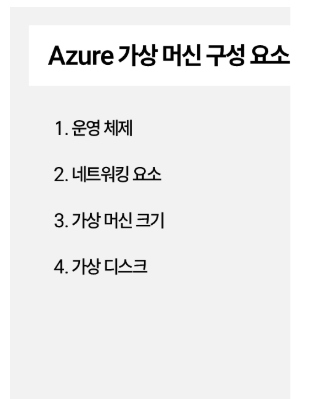 Azure 가상 머신 구성 요소
1. 운영 체제
2. 네트워킹 요소
3. 가상 머신 크기
4. 가상 디스크